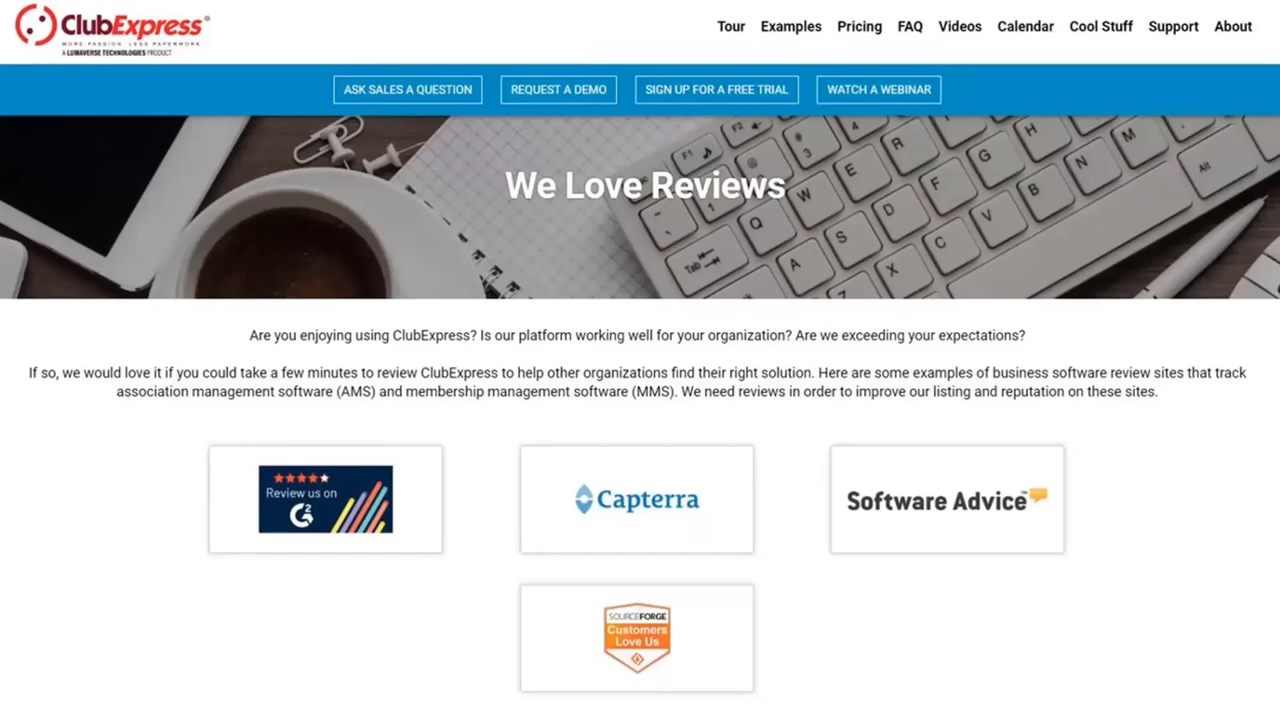 ClubExpress®
MORE PASSION. LESS PAPERWORK
A LUMAVERSE TECHNOLOGIES PRODUCT
Tour Examples Pricing FAQ Videos Calendar Cool Stuff Support About
ASK SALES A QUESTION REQUEST A DEMO SIGN UP FOR A FREE TRIAL WATCH A WEBINAR
We Love Reviews
Are you enjoying using ClubExpress? Is our platform working well for your organization? Are we exceeding your expectations?
If so, we would love it if you could take a few minutes to review ClubExpress to help other organizations find their right solution. Here are some examples of business software review sites that track
association management software (AMS) and membership management software (MMS). We need reviews in order to improve our listing and reputation on these sites.
Review us on
G2
Capterra
Software Advice™
SOURCEFORGE
Customers
Love Us